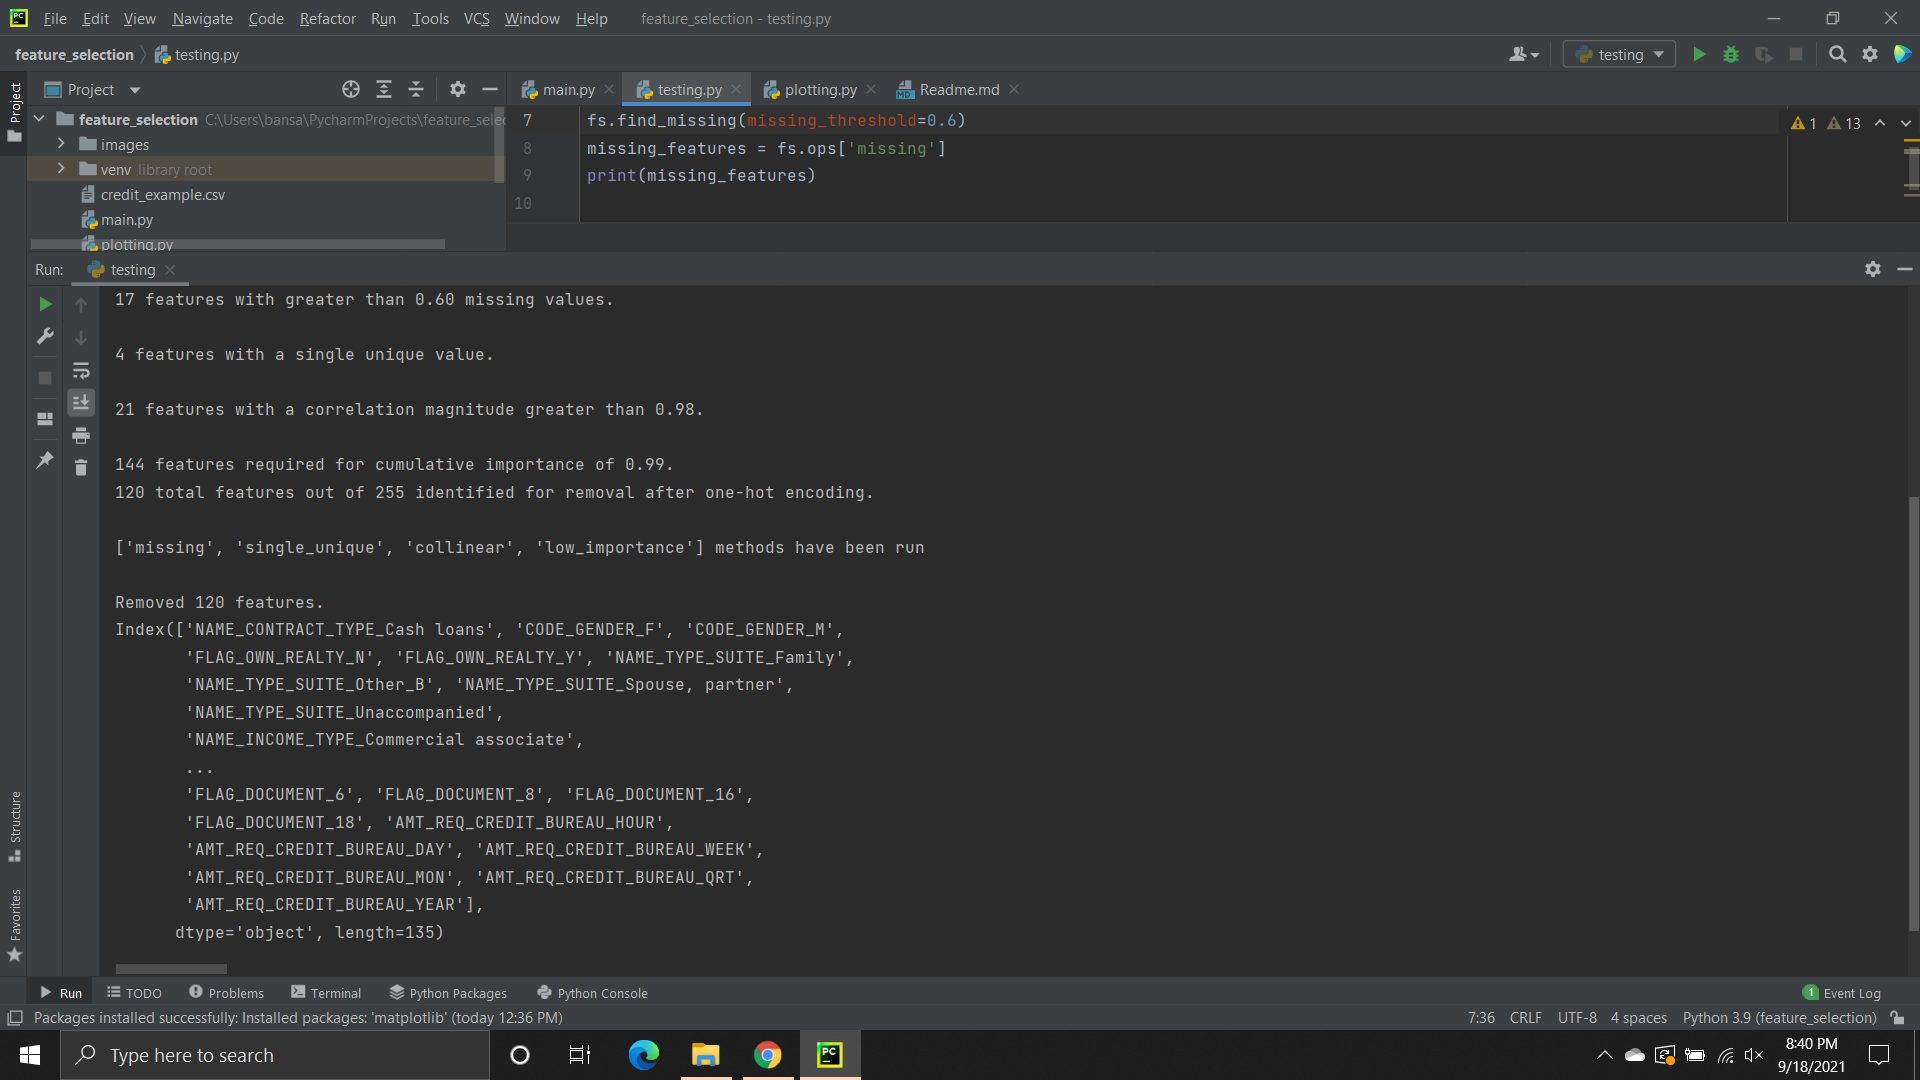 File Edit View Navigate Code Refactor Run Tools VCS Window Help feature_selection - testing.py
feature_selection testing.py testing
Project
Project
main.py testing.py plotting.py Readme.md
feature_selection C:\Users\bansa\PycharmProjects\feature_selec
images
venv library root
credit_example.csv
main.py
plotting.py
7 fs.find_missing(missing_threshold=0.6)
8 missing_features = fs.ops['missing']
9 print(missing_features)
10
1 13
Run: testing
17 features with greater than 0.60 missing values.
4 features with a single unique value.
21 features with a correlation magnitude greater than 0.98.
144 features required for cumulative importance of 0.99.
120 total features out of 255 identified for removal after one-hot encoding.
['missing', 'single_unique', 'collinear', 'low_importance'] methods have been run
Removed 120 features.
Index(['NAME_CONTRACT_TYPE_Cash loans', 'CODE_GENDER_F', 'CODE_GENDER_M',
'FLAG_OWN_REALTY_N', 'FLAG_OWN_REALTY_Y', 'NAME_TYPE_SUITE_Family',
'NAME_TYPE_SUITE_Other_B', 'NAME_TYPE_SUITE_Spouse, partner',
'NAME_TYPE_SUITE_Unaccompanied',
'NAME_INCOME_TYPE_Commercial associate',
...
'FLAG_DOCUMENT_6', 'FLAG_DOCUMENT_8', 'FLAG_DOCUMENT_16',
'FLAG_DOCUMENT_18', 'AMT_REQ_CREDIT_BUREAU_HOUR',
'AMT_REQ_CREDIT_BUREAU_DAY', 'AMT_REQ_CREDIT_BUREAU_WEEK',
'AMT_REQ_CREDIT_BUREAU_MON', 'AMT_REQ_CREDIT_BUREAU_QRT',
'AMT_REQ_CREDIT_BUREAU_YEAR'],
dtype='object', length=135)
Structure
Favorites
Run TODO Problems Terminal Python Packages Python Console 1 Event Log
Packages installed successfully: Installed packages: 'matplotlib' (today 12:36 PM) 7:36 CRLF UTF-8 4 spaces Python 3.9 (feature_selection)
Type here to search
8:40 PM
9/18/2021